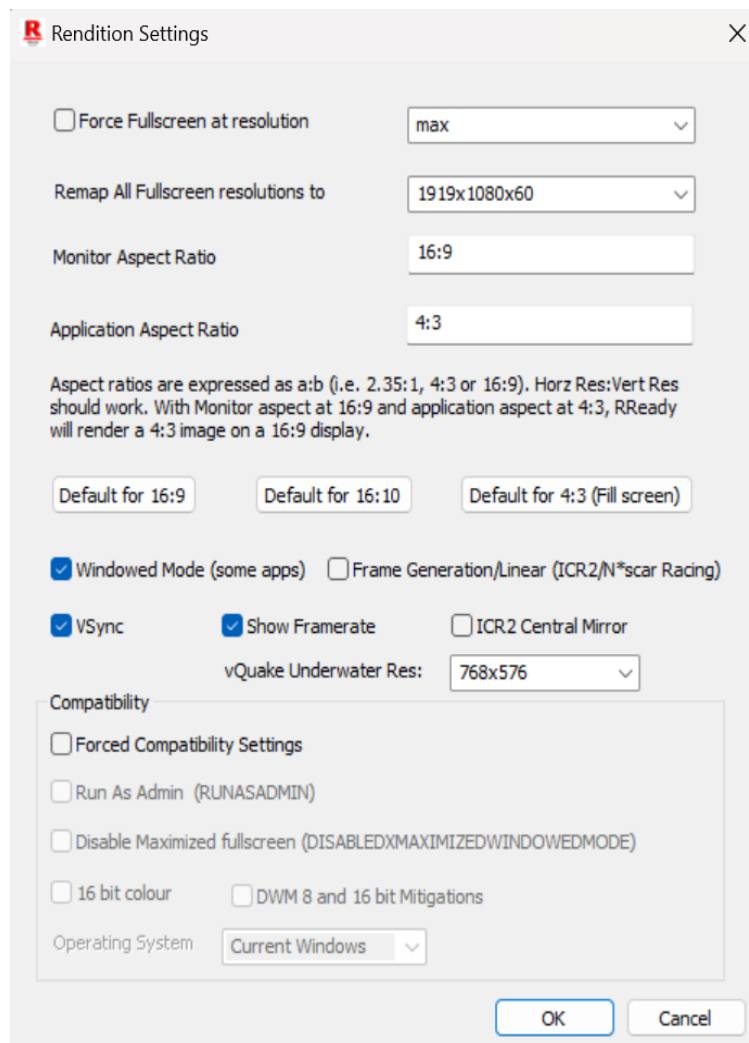 Rendition Settings
Force Fullscreen at resolution max
Remap All Fullscreen resolutions to 1919x1080x60
Monitor Aspect Ratio 16:9
Application Aspect Ratio 4:3
Aspect ratios are expressed as a:b (i.e. 2.35:1, 4:3 or 16:9). Horz Res:Vert Res
should work. With Monitor aspect at 16:9 and application aspect at 4:3, RReady
will render a 4:3 image on a 16:9 display.
Default for 16:9 Default for 16:10 Default for 4:3 (Fill screen)
Windowed Mode (some apps) Frame Generation/Linear (ICR2/N*scar Racing)
VSync Show Framerate ICR2 Central Mirror
vQuake Underwater Res: 768x576
Compatibility
Forced Compatibility Settings
Run As Admin (RUNASADMIN)
Disable Maximized fullscreen (DISABLEDXMAXIMIZEDWINDOWEDMODE)
16 bit colour DWM 8 and 16 bit Mitigations
Operating System Current Windows
OK Cancel